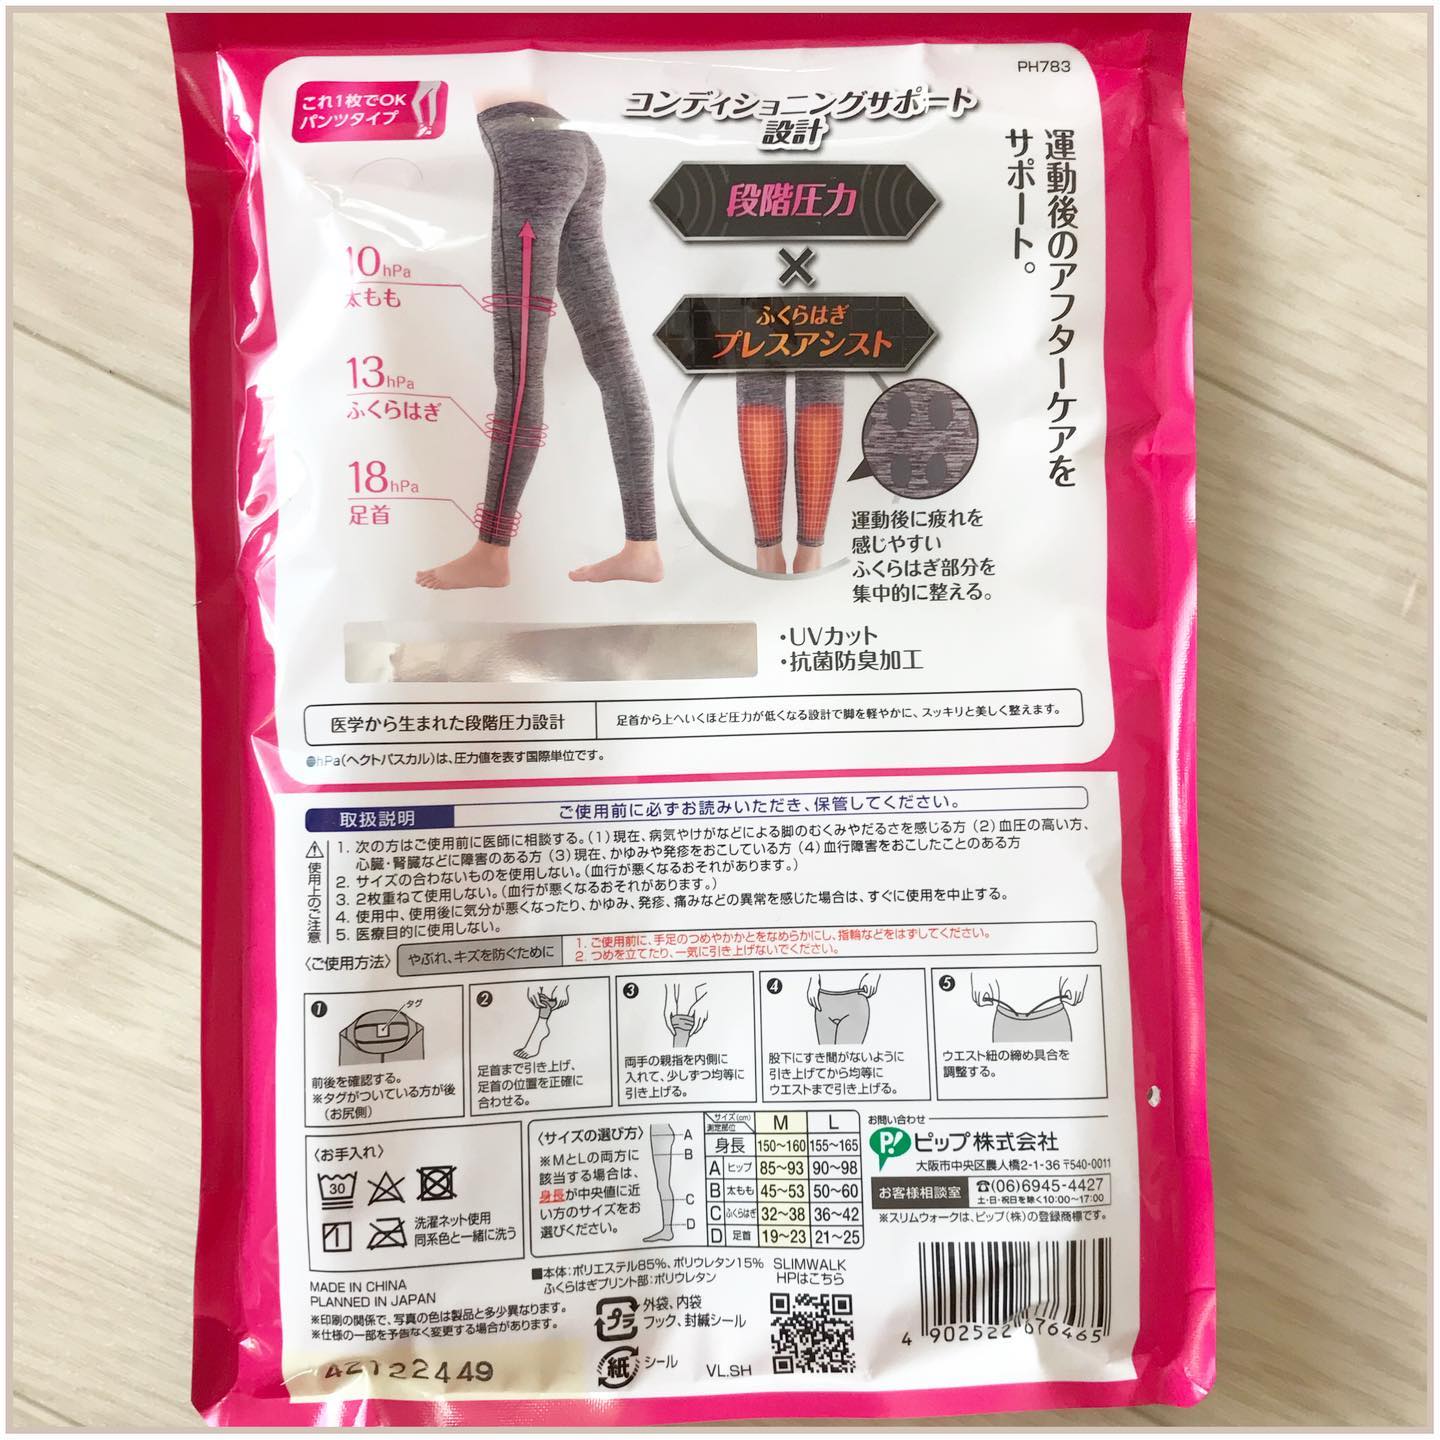 PH783
これ1枚でOK
パンツタイプ
コンディショニングサポート
設計
段階圧力
×
ふくらはぎ
プレスアシスト
運動後のアフターケアを
サポート。
10hPa
太もも
13hPa
ふくらはぎ
18hPa
足首
運動後に疲れを
感じやすい
ふくらはぎ部分を
集中的に整える。
・UVカット
・抗菌防臭加工
医学から生まれた段階圧力設計
足首から上へいくほど圧力が低くなる設計で脚を軽やかに、スッキリと美しく整えます。
●hPa(ヘクトパスカル)は、圧力値を表す国際単位です。
取扱説明
ご使用前に必ずお読みいただき、保管してください。
使用上のご注意
1. 次の方はご使用前に医師に相談する。(1)現在、病気やけがなどによる脚のむくみやだるさを感じる方 (2)血圧の高い方、
心臓・腎臓などに障害のある方 (3)現在、かゆみや発疹をおこしている方 (4)血行障害をおこしたことのある方
2. サイズの合わないものを使用しない。(血行が悪くなるおそれがあります。)
3. 2枚重ねて使用しない。(血行が悪くなるおそれがあります。)
4. 使用中、使用後に気分が悪くなったり、かゆみ、発疹、痛みなどの異常を感じた場合は、すぐに使用を中止する。
5. 医療目的に使用しない。
〈ご使用方法〉
やぶれ、キズを防ぐために
1. ご使用前に、手足のつめやかかとをなめらかにし、指輪などをはずしてください。
2. つめを立てたり、一気に引き上げないでください。
❶
タグ
前後を確認する。
※タグがついている方が後
(お尻側)
❷
足首まで引き上げ、
足首の位置を正確に
合わせる。
❸
両手の親指を内側に
入れて、少しずつ均等に
引き上げる。
❹
股下にすき間がないように
引き上げてから均等に
ウエストまで引き上げる。
❺
ウエスト紐の締め具合を
調整する。
〈お手入れ〉
30
洗濯ネット使用
同系色と一緒に洗う
〈サイズの選び方〉
※MとLの両方に
該当する場合は、
身長が中央値に近
い方のサイズをお
選びください。
A
B
C
D
サイズ(cm)
測定部位
M L
身長 150〜160 155〜165
A ヒップ 85〜93 90〜98
B 太もも 45〜53 50〜60
C ふくらはぎ 32〜38 36〜42
D 足首 19〜23 21〜25
お問い合わせ
P! ピップ株式会社
大阪市中央区農人橋2-1-36 〒540-0011
お客様相談室
☎(06)6945-4427
土・日・祝日を除く10:00〜17:00
※スリムウォークは、ピップ(株)の登録商標です。
MADE IN CHINA
PLANNED IN JAPAN
※印刷の関係で、写真の色は製品と多少異なります。
※仕様の一部を予告なく変更する場合があります。
■本体:ポリエステル85%、ポリウレタン15%
ふくらはぎプリント部:ポリウレタン
プラ
外袋、内袋
フック、封緘シール
紙
シール
VL.SH
SLIMWALK
HPはこちら
4 902522 676465